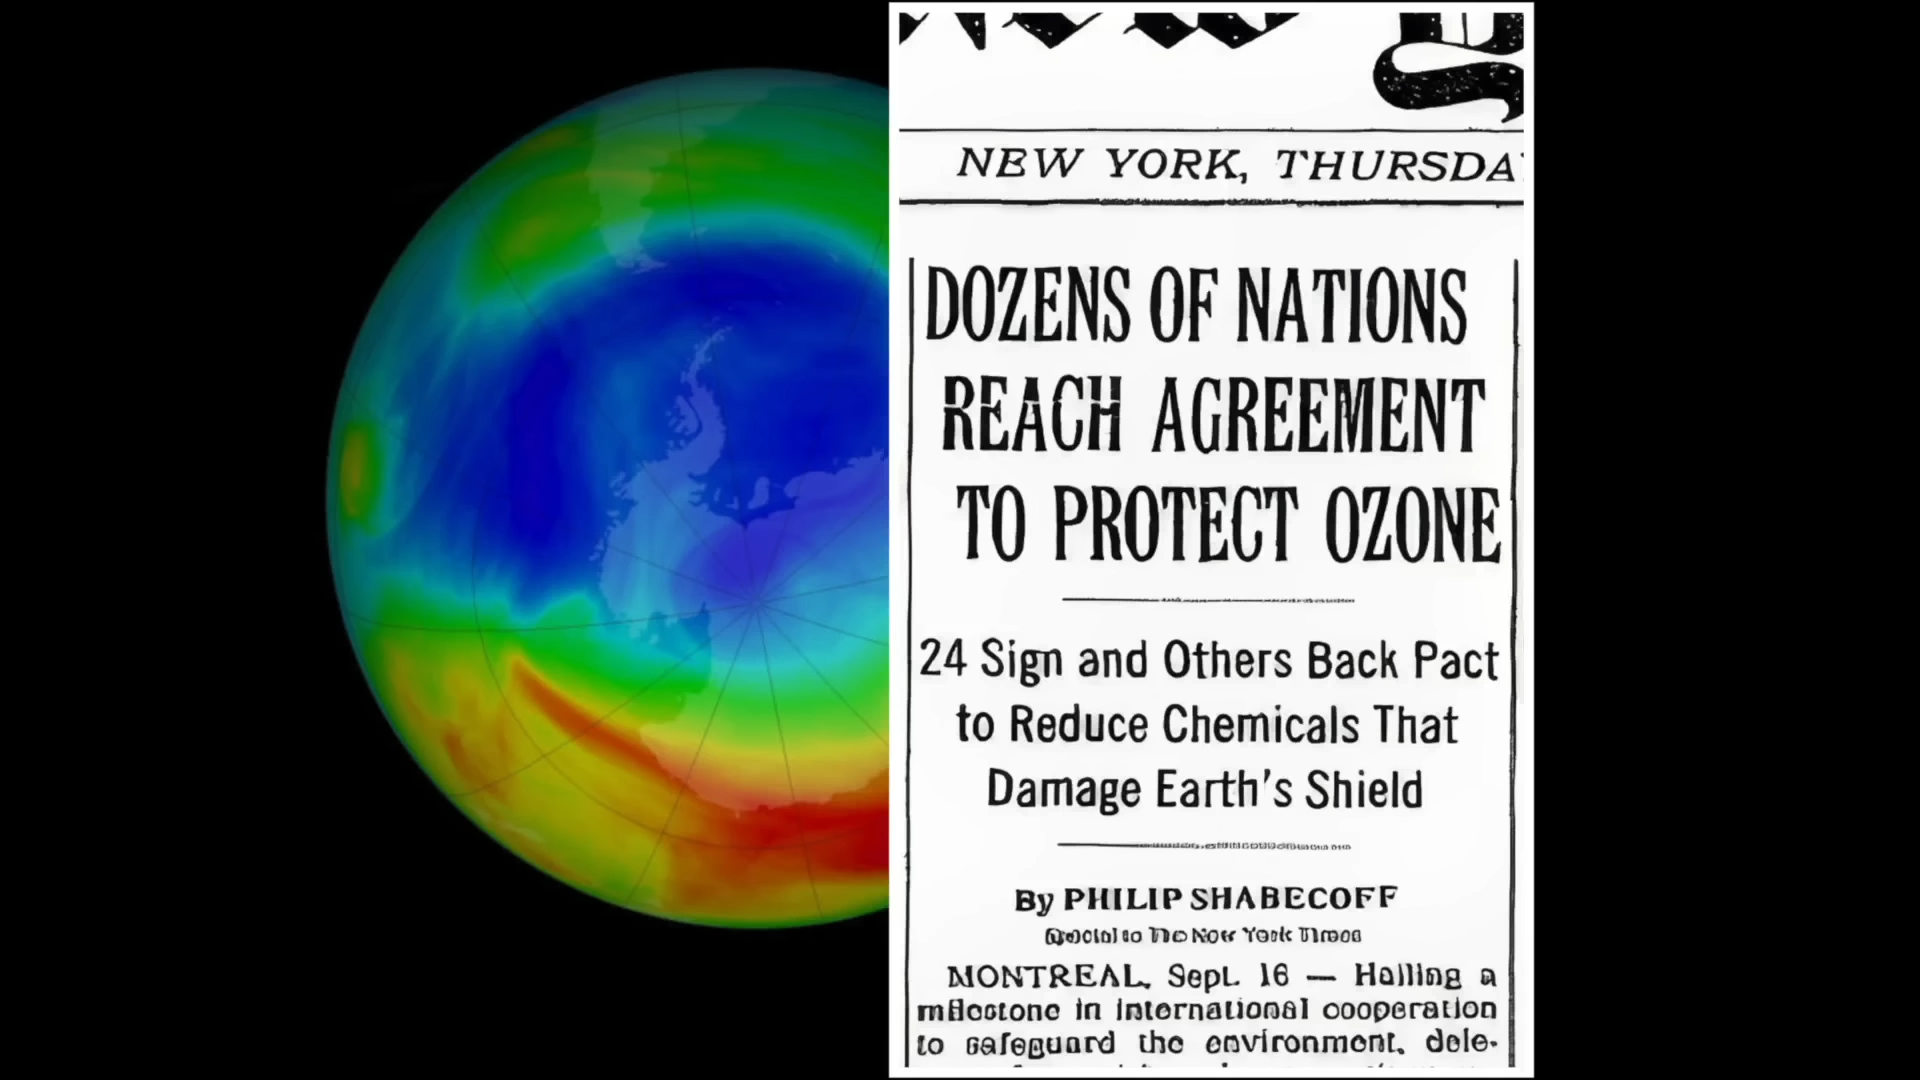 NEW YORK, THURSDA
DOZENS OF NATIONS
REACH AGREEMENT
TO PROTECT OZONE
24 Sign and Others Back Pact
to Reduce Chemicals That
Damage Earth's Shield
By PHILIP SHABECOFF
Special to The New York Times
MONTREAL, Sept. 16 — Hailing a
milestone in international cooperation
to safeguard the environment, dele-